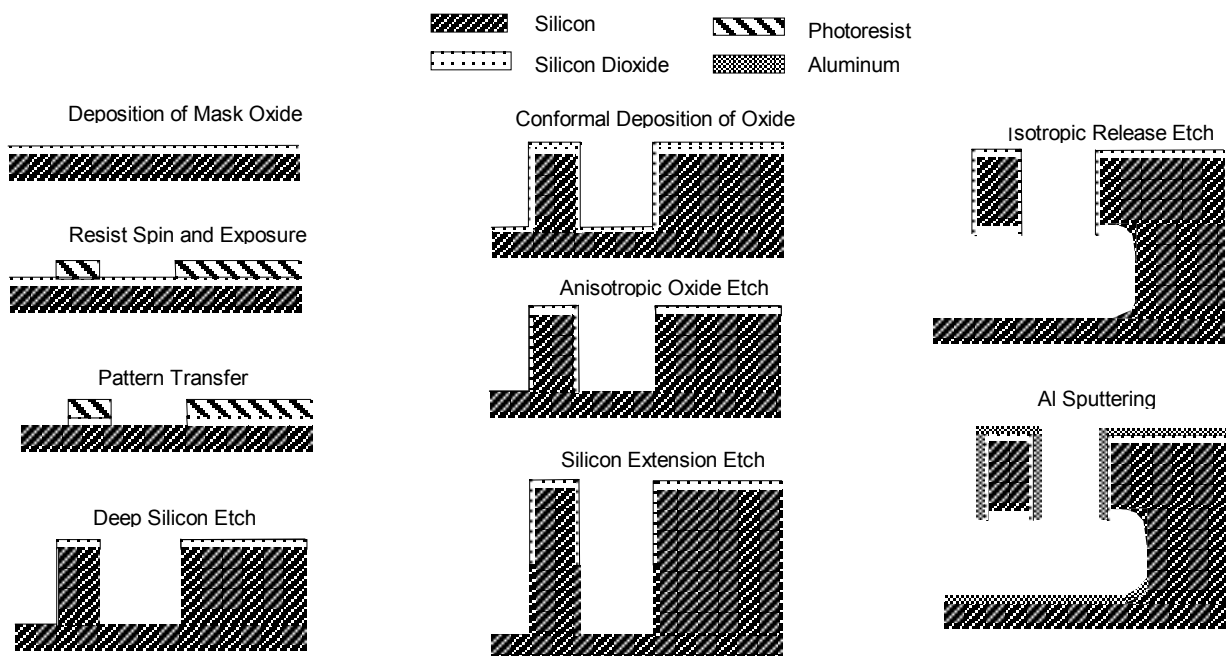 Silicon
Photoresist
Silicon Dioxide
Aluminum
Deposition of Mask Oxide
Resist Spin and Exposure
Pattern Transfer
Deep Silicon Etch
Conformal Deposition of Oxide
Anisotropic Oxide Etch
Silicon Extension Etch
Isotropic Release Etch
Al Sputtering